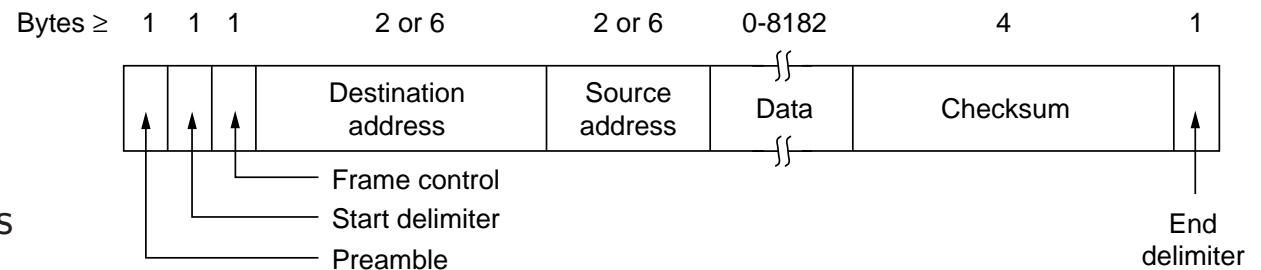 Bytes ≥ 1 1 1 2 or 6 2 or 6 0-8182 4 1
Destination address
Source address
Data
Checksum
Frame control
Start delimiter
Preamble
End delimiter
s